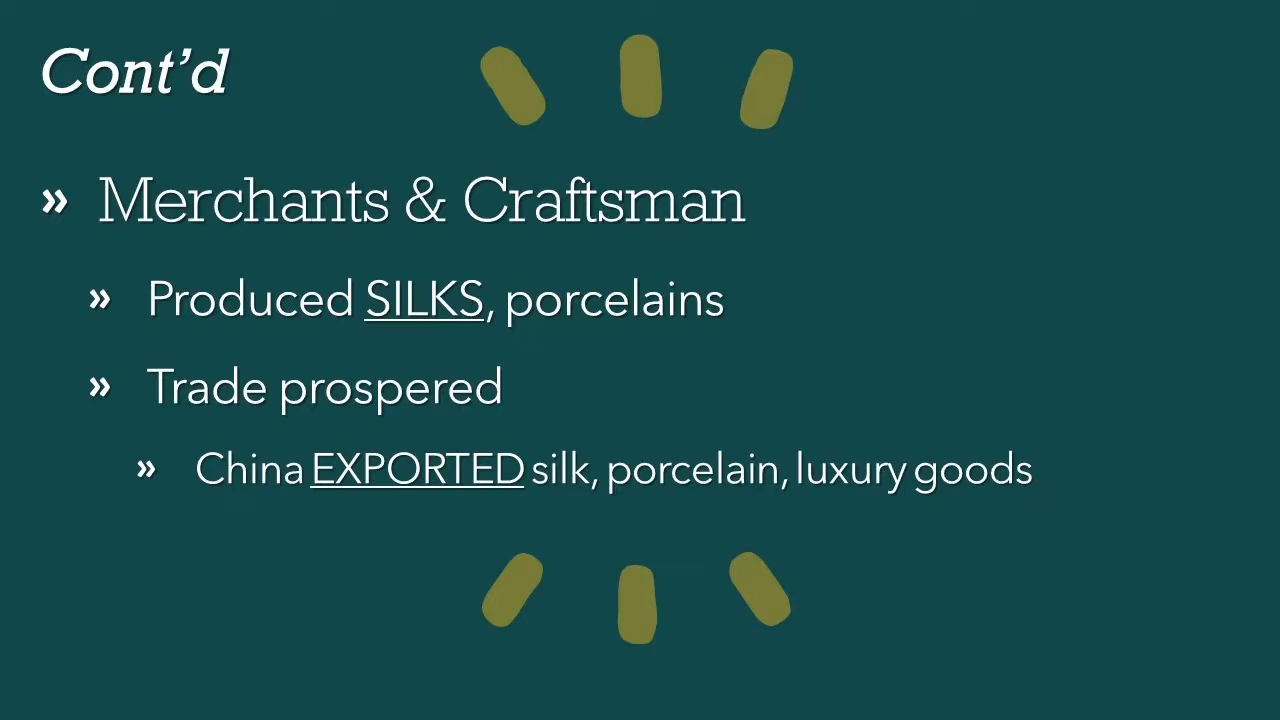 Cont’d
» Merchants & Craftsman
» Produced SILKS, porcelains
» Trade prospered
» China EXPORTED silk, porcelain, luxury goods